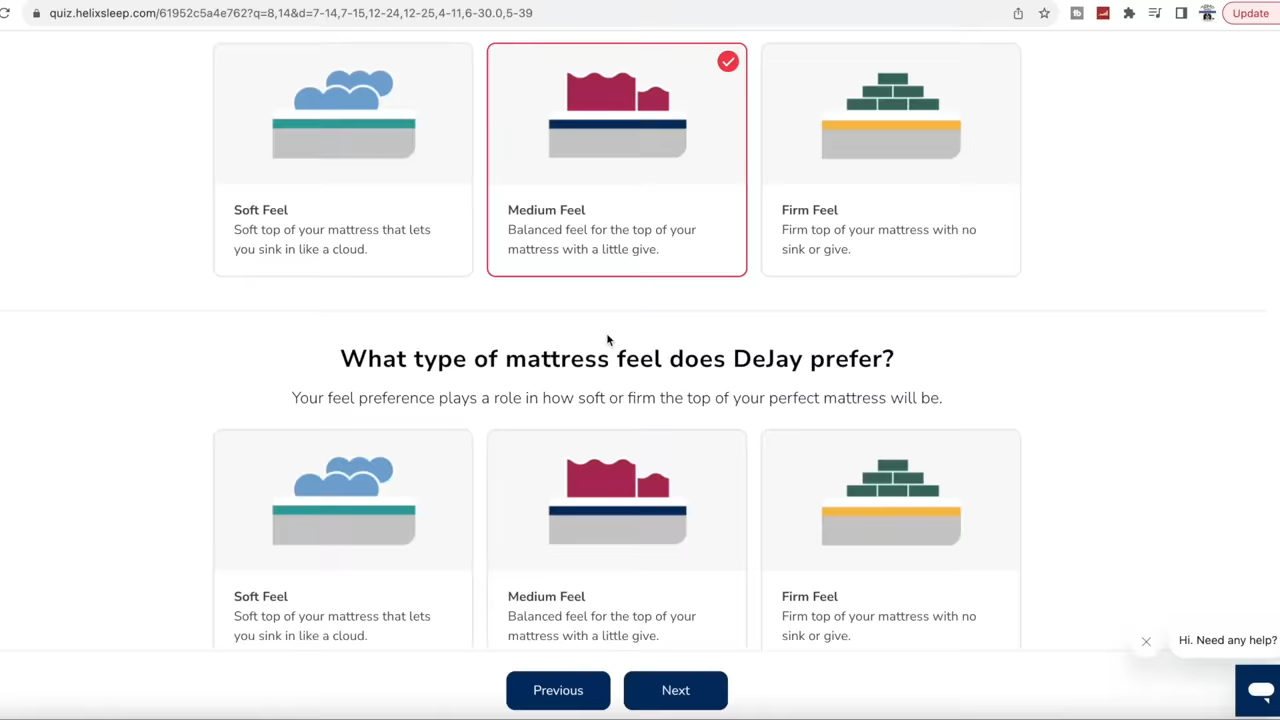 quiz.helixsleep.com/61952c5a4e762?q=8,14&d=7-14,7-15,12-24,12-25,4-11,6-30.0,5-39
Update
Soft Feel
Soft top of your mattress that lets
you sink in like a cloud.
Medium Feel
Balanced feel for the top of your
mattress with a little give.
Firm Feel
Firm top of your mattress with no
sink or give.
What type of mattress feel does DeJay prefer?
Your feel preference plays a role in how soft or firm the top of your perfect mattress will be.
Soft Feel
Soft top of your mattress that lets
you sink in like a cloud.
Medium Feel
Balanced feel for the top of your
mattress with a little give.
Firm Feel
Firm top of your mattress with no
sink or give.
Hi. Need any help?
Previous
Next